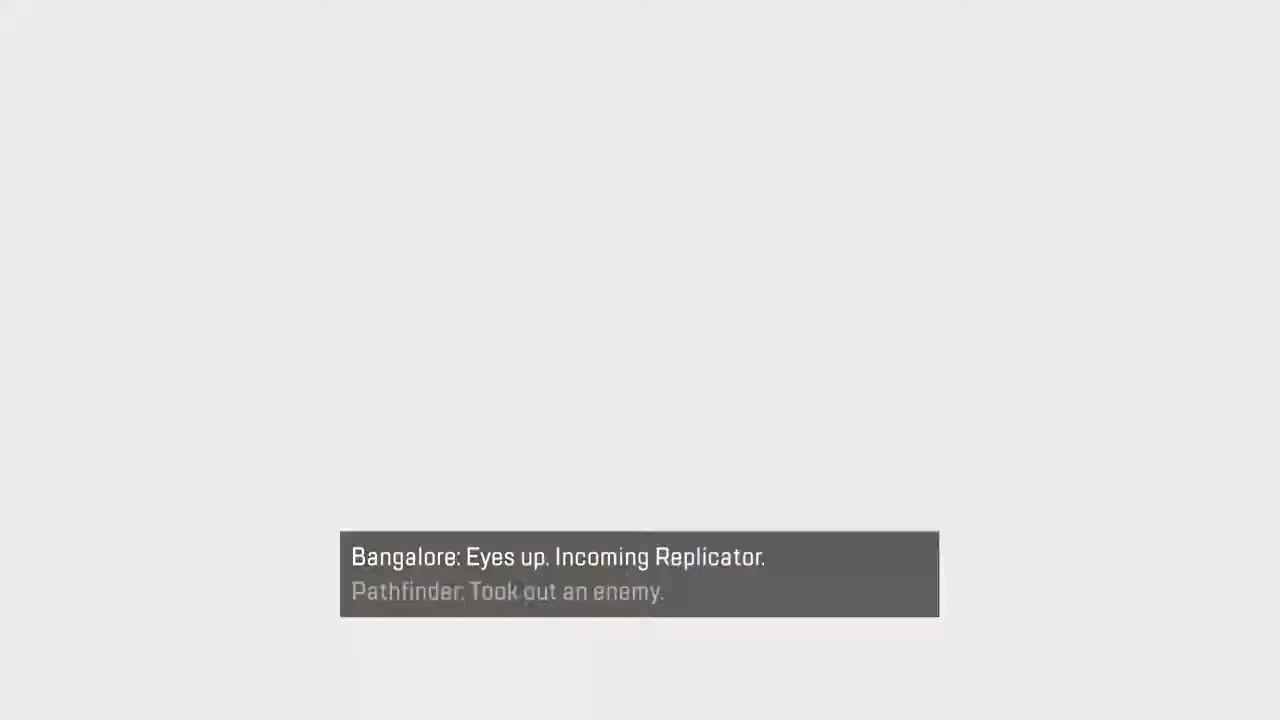 Bangalore: Eyes up. Incoming Replicator.
Pathfinder: Took out an enemy.